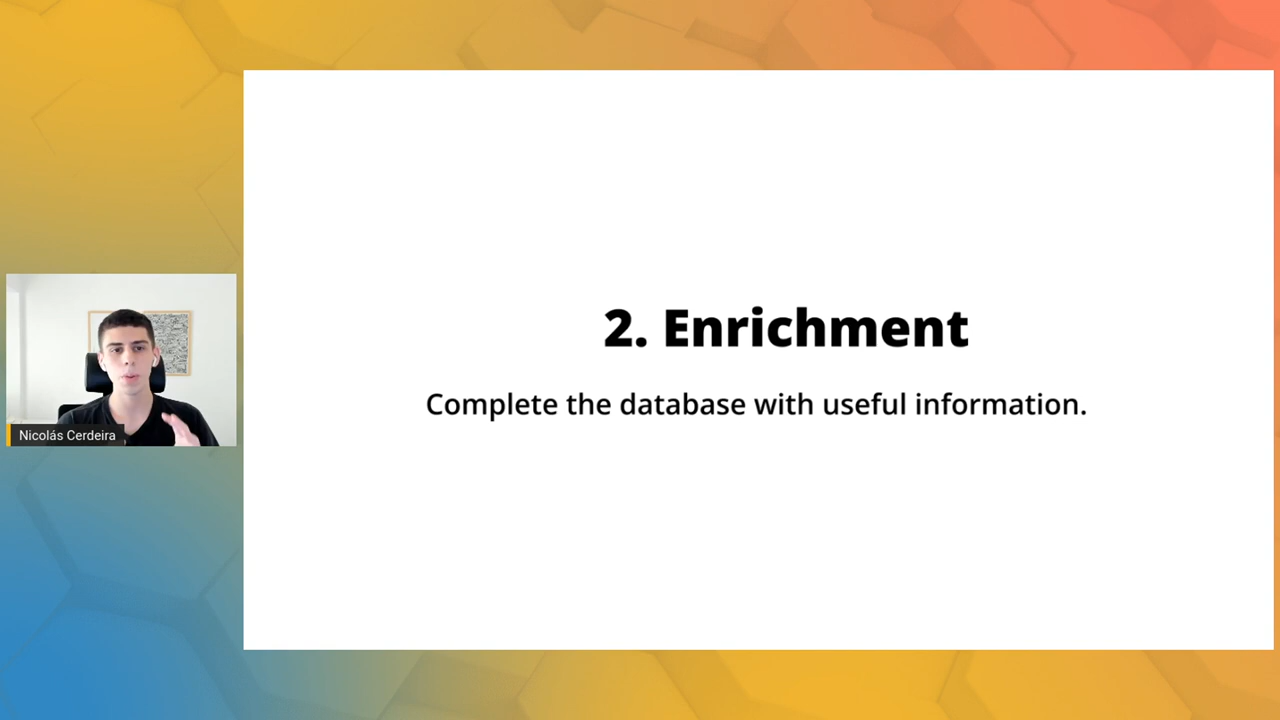 2. Enrichment
Complete the database with useful information.
Nicolás Cerdeira